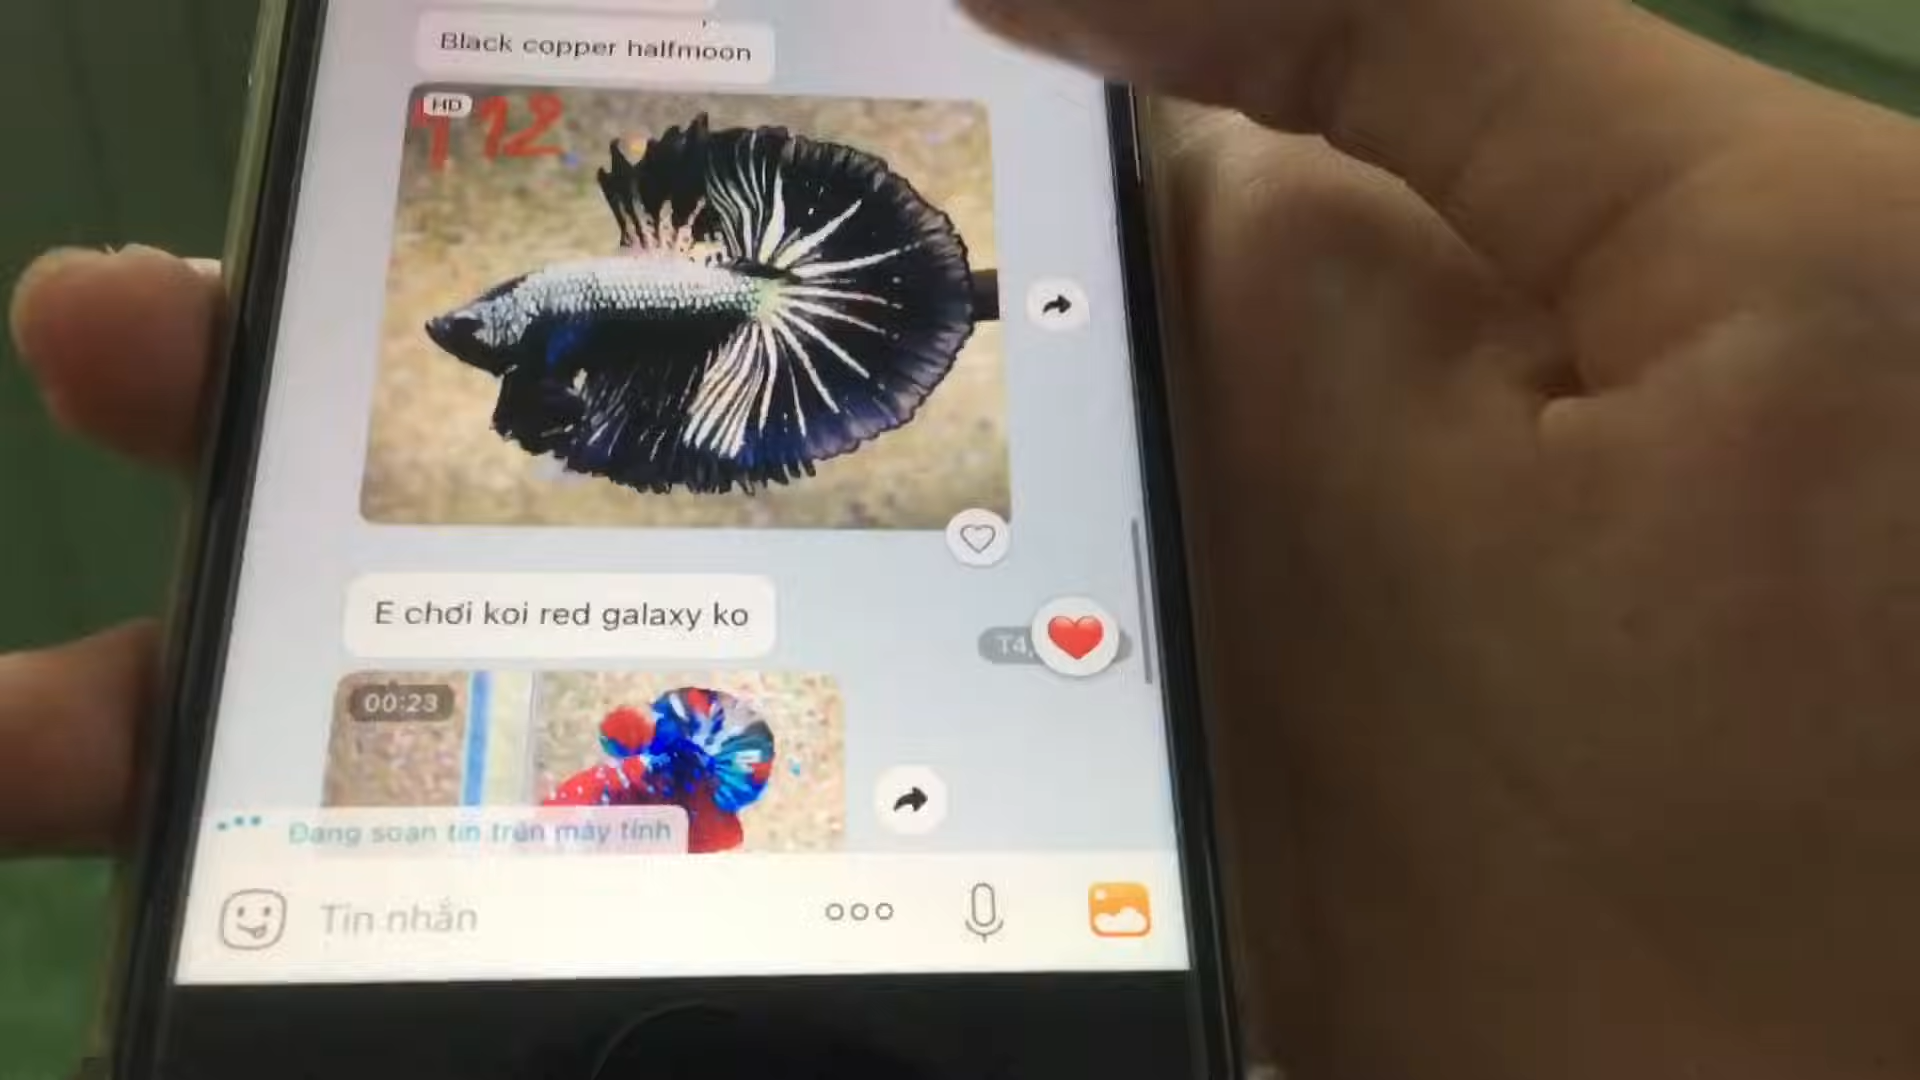 Black copper halfmoon
HD
112
E chơi koi red galaxy ko
T4,
00:23
Đang soạn tin trên máy tính
Tin nhắn